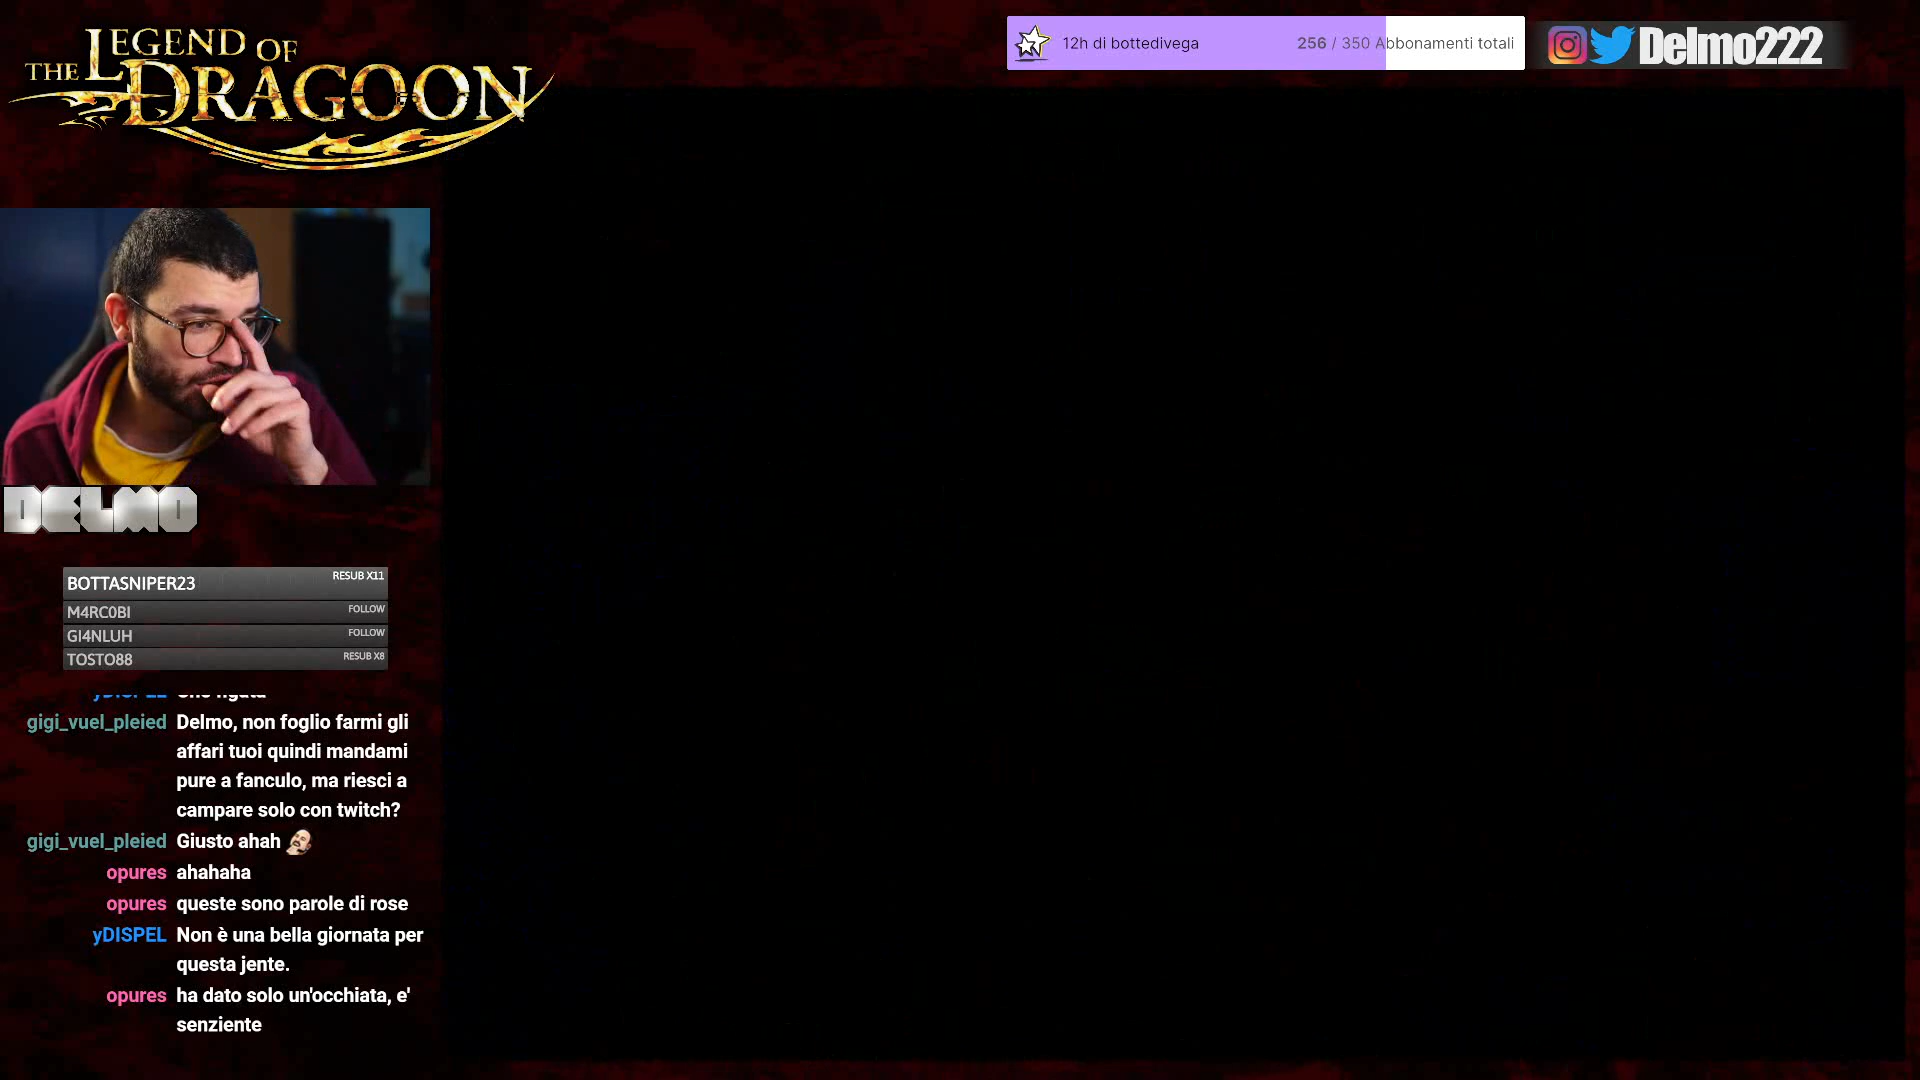 THE LEGEND OF
DRAGOON
12h di bottedivega
256 / 350 Abbonamenti totali
Delmo222
DELMO
BOTTASNIPER23 RESUB X11
M4RC0BI FOLLOW
GI4NLUH FOLLOW
TOSTO88 RESUB X8
gigi_vuel_pleied Delmo, non foglio farmi gli
affari tuoi quindi mandami
pure a fanculo, ma riesci a
campare solo con twitch?
gigi_vuel_pleied Giusto ahah
opures ahahaha
opures queste sono parole di rose
yDISPEL Non è una bella giornata per
questa jente.
opures ha dato solo un'occhiata, e'
senziente